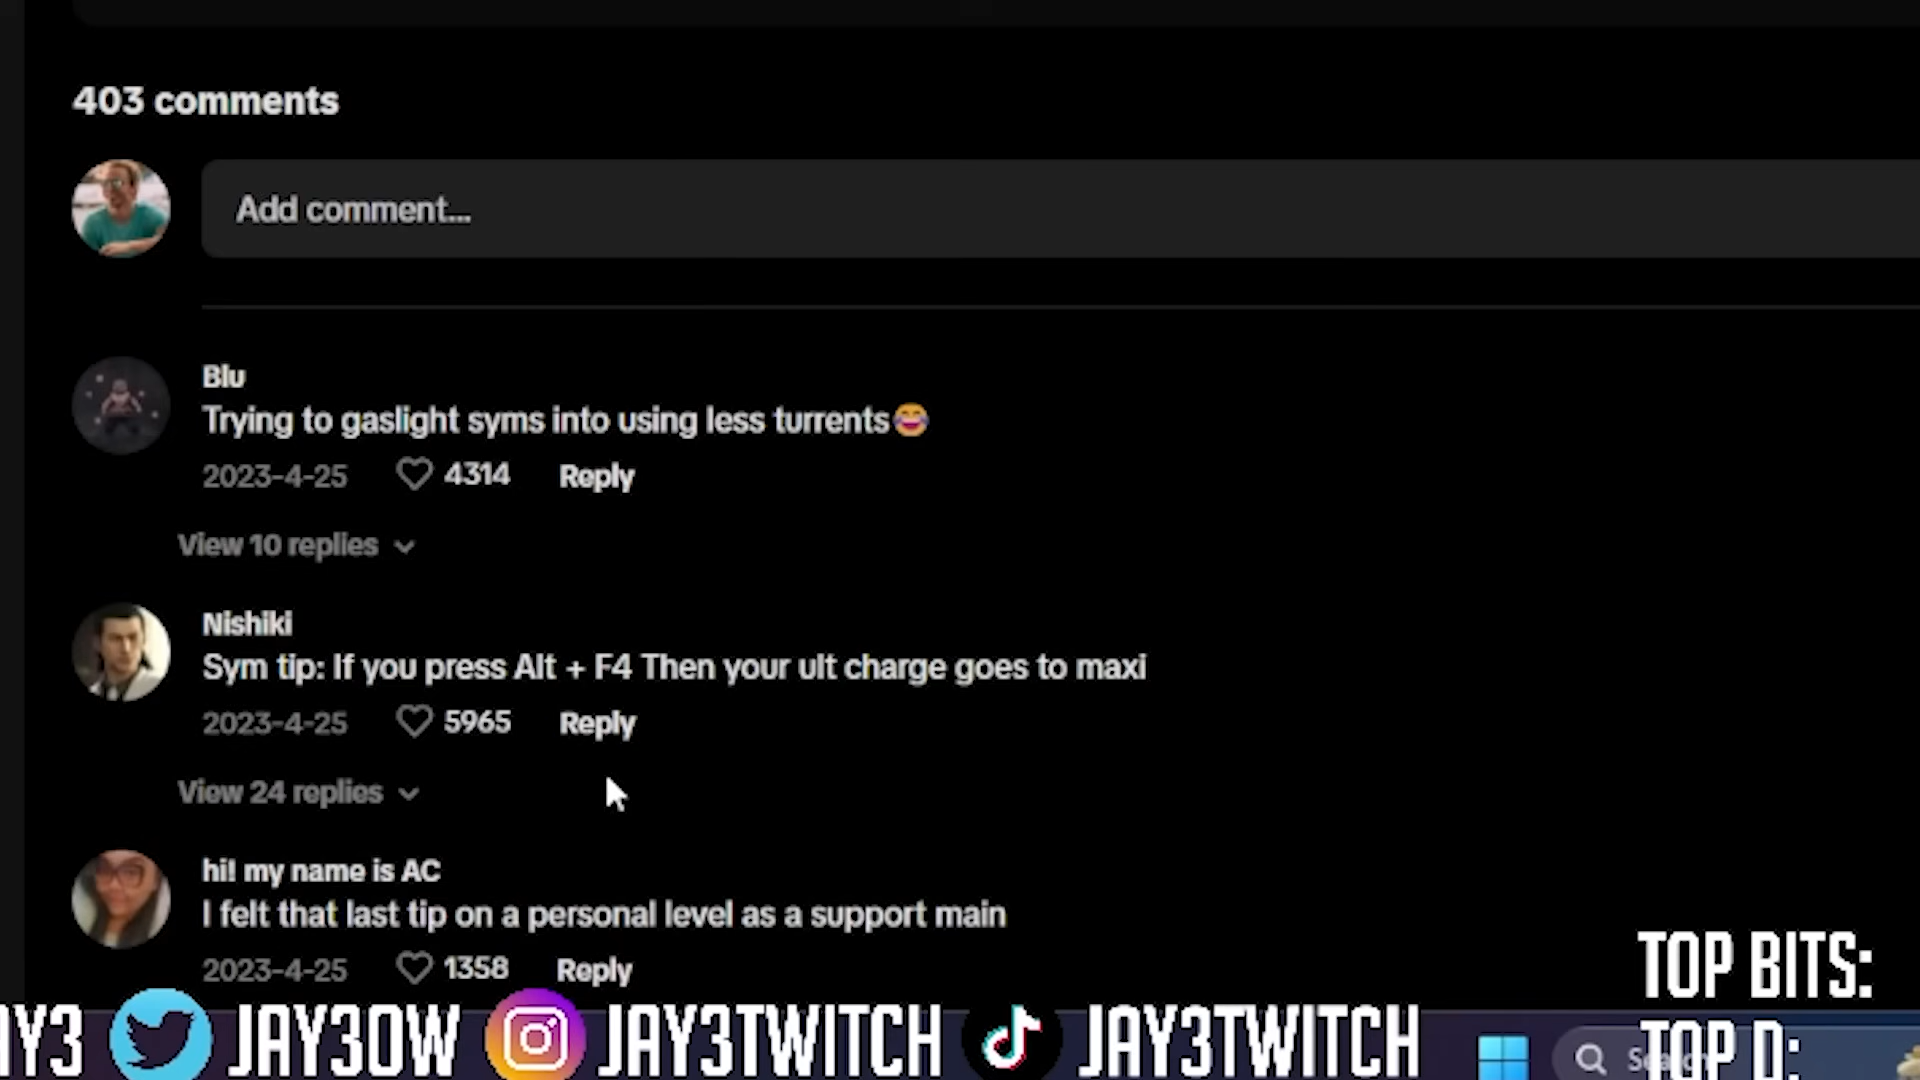 403 comments
Add comment...
Blu
Trying to gaslight syms into using less turrents😂
2023-4-25 4314 Reply
View 10 replies
Nishiki
Sym tip: If you press Alt + F4 Then your ult charge goes to maxi
2023-4-25 5965 Reply
View 24 replies
hi! my name is AC
I felt that last tip on a personal level as a support main
2023-4-25 1358 Reply
TOP BITS:
AY3 JAY3OW JAY3TWITCH JAY3TWITCH
TOP D: